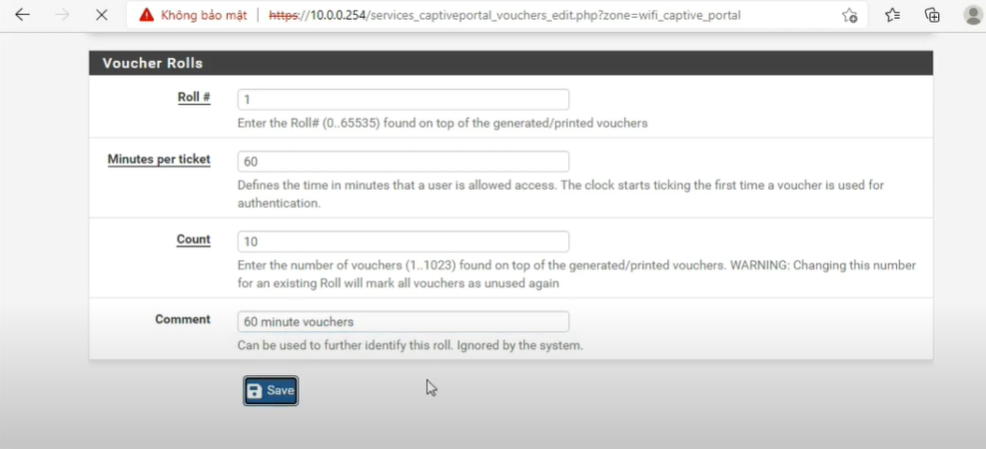 Không bảo mật | https://10.0.0.254/services_captiveportal_vouchers_edit.php?zone=wifi_captive_portal
Voucher Rolls
Roll #
1
Enter the Roll# (0..65535) found on top of the generated/printed vouchers
Minutes per ticket
60
Defines the time in minutes that a user is allowed access. The clock starts ticking the first time a voucher is used for
authentication.
Count
10
Enter the number of vouchers (1..1023) found on top of the generated/printed vouchers. WARNING: Changing this number
for an existing Roll will mark all vouchers as unused again
Comment
60 minute vouchers
Can be used to further identify this roll. Ignored by the system.
Save